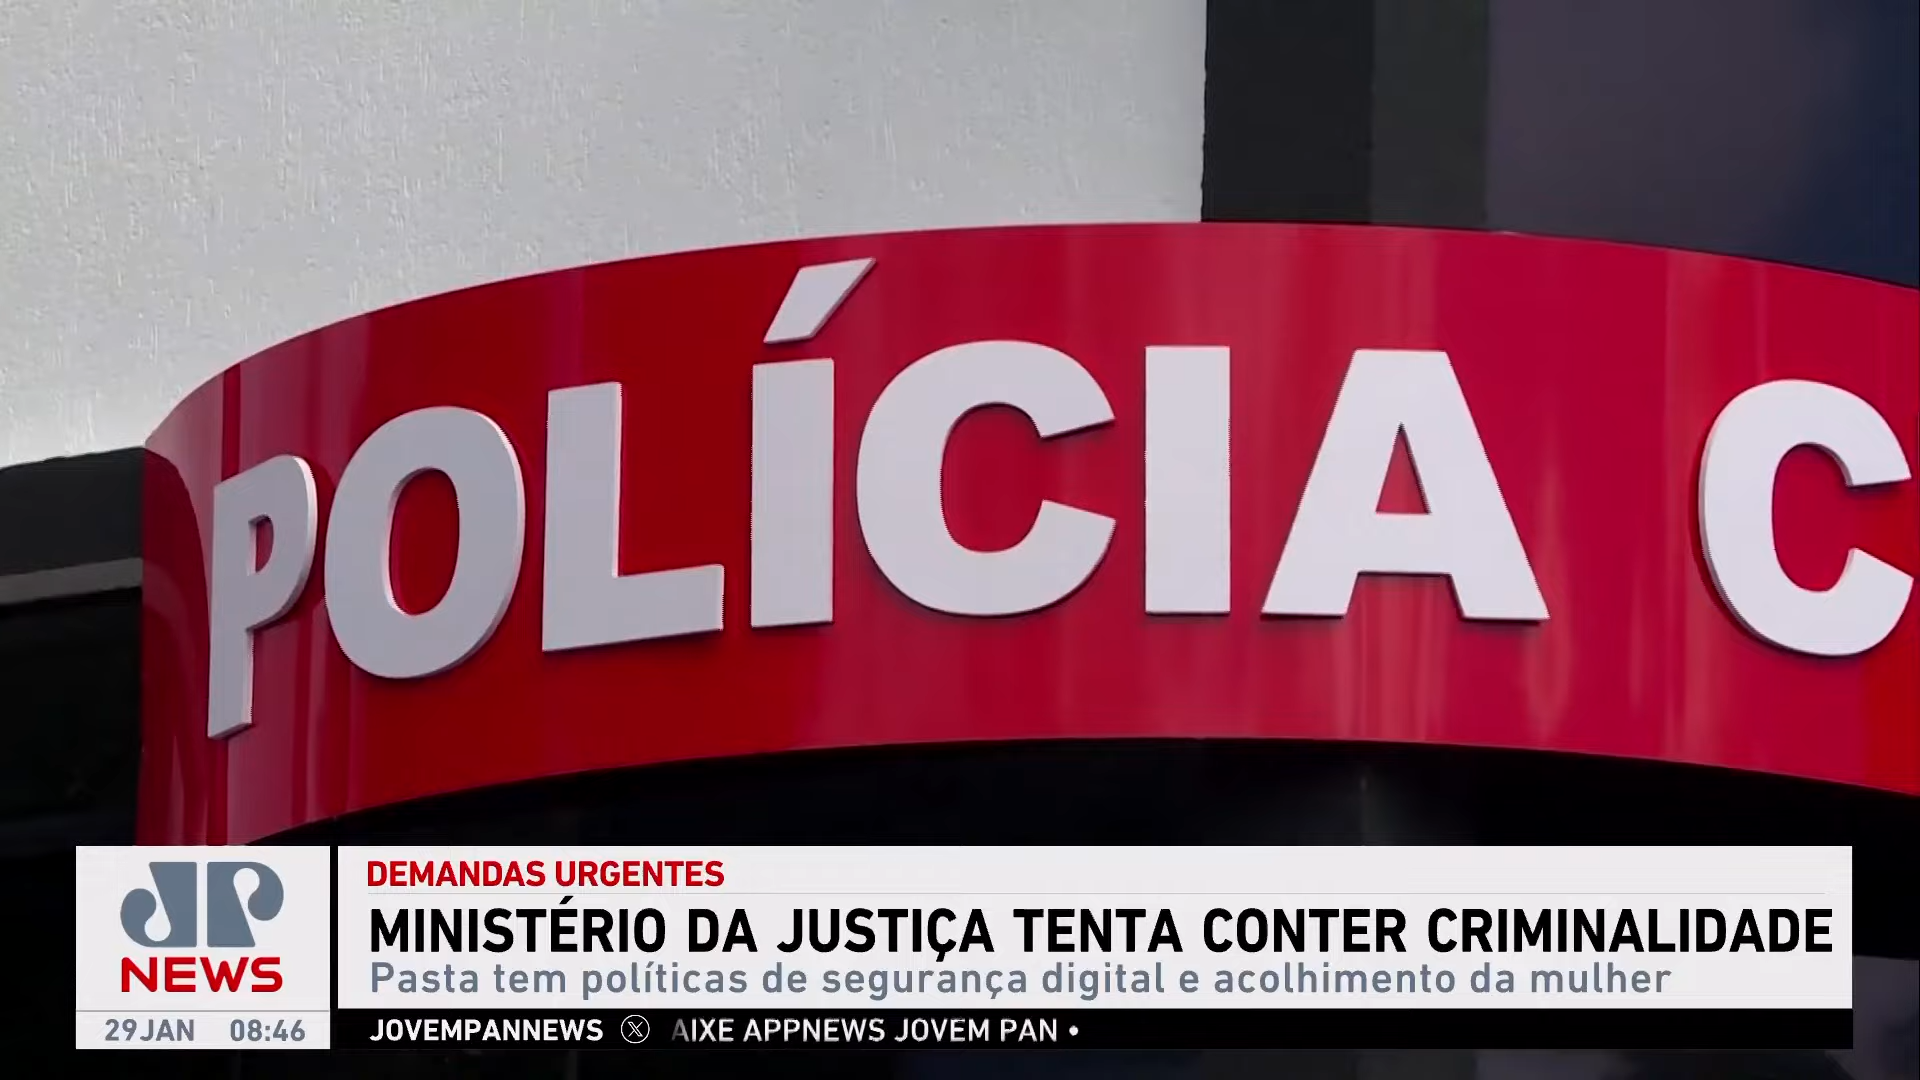 POLÍCIA C
JP
NEWS
DEMANDAS URGENTES
MINISTÉRIO DA JUSTIÇA TENTA CONTER CRIMINALIDADE
Pasta tem políticas de segurança digital e acolhimento da mulher
29JAN 08:46
JOVEMPANNEWS X AIXE APPNEWS JOVEM PAN •